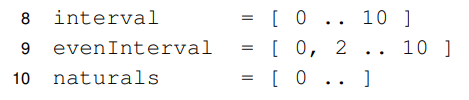 8 interval = [ 0 .. 10 ]
9 evenInterval = [ 0, 2 .. 10 ]
10 naturals = [ 0 .. ]